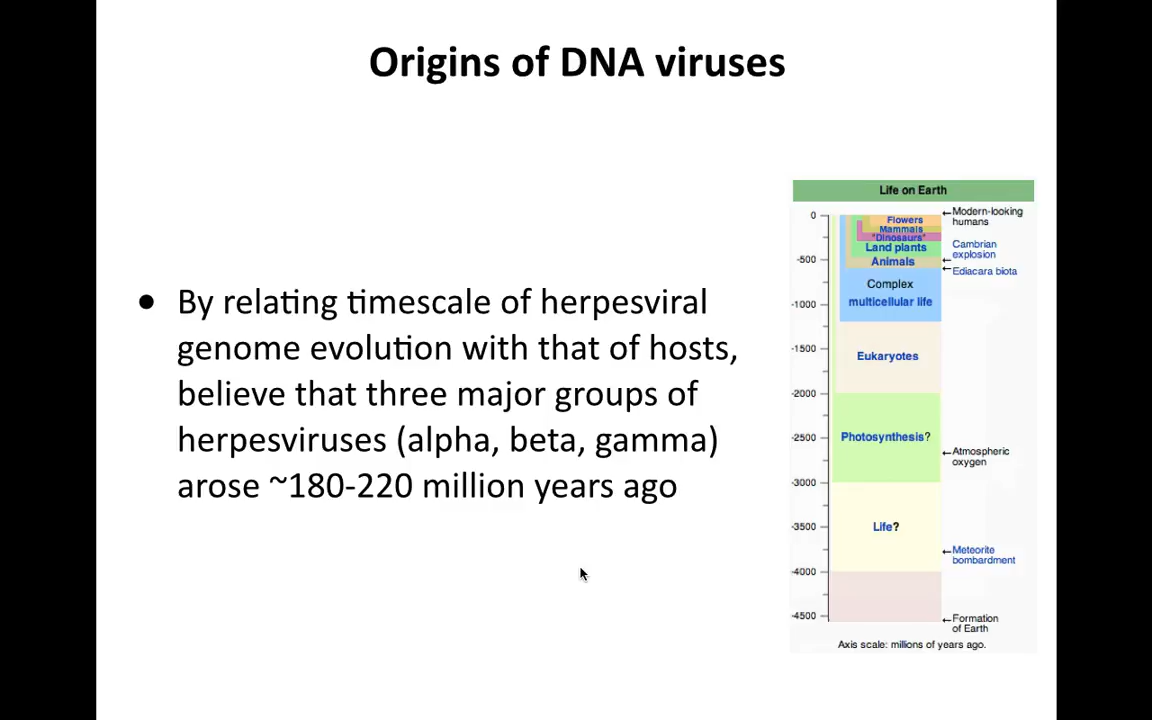 Origins of DNA viruses
● By relating timescale of herpesviral
genome evolution with that of hosts,
believe that three major groups of
herpesviruses (alpha, beta, gamma)
arose ~180-220 million years ago
Life on Earth
0
-500
-1000
-1500
-2000
-2500
-3000
-3500
-4000
-4500
Flowers
Mammals
"Dinosaurs"
Land plants
Animals
Complex
multicellular life
Eukaryotes
Photosynthesis?
Life?
←Modern-looking
humans
Cambrian
explosion
←
←Ediacara biota
←Atmospheric
oxygen
←Meteorite
bombardment
←Formation
of Earth
Axis scale: millions of years ago.